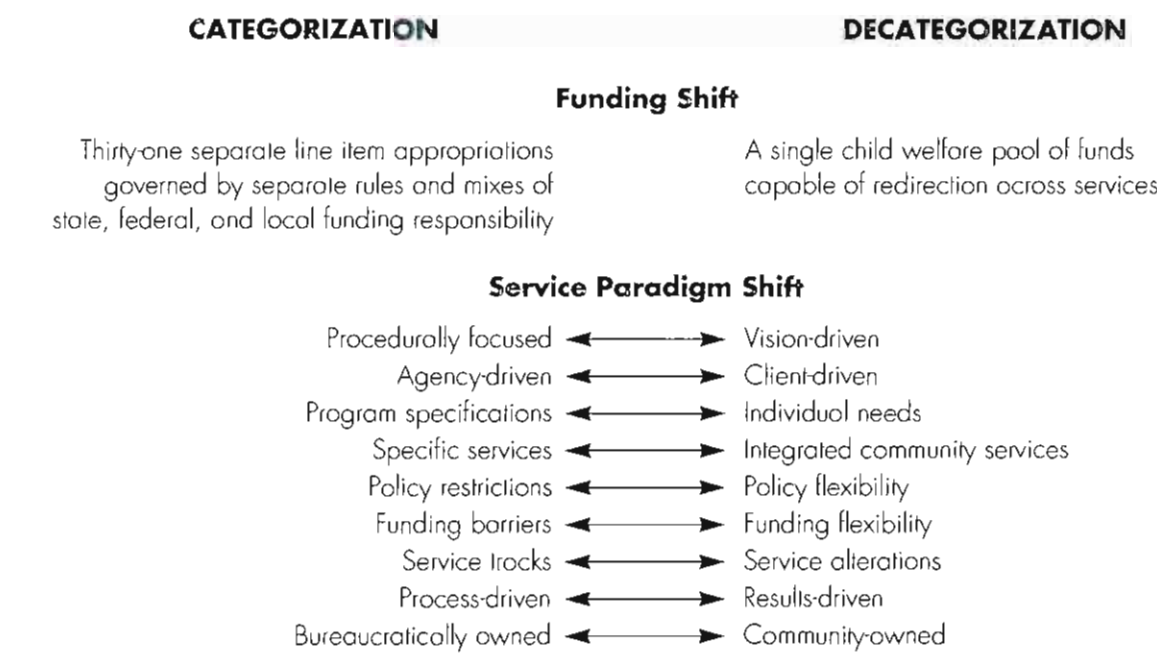 CATEGORIZATION DECATEGORIZATION
Funding Shift
Thirty-one separate line item appropriations
governed by separate rules and mixes of
state, federal, and local funding responsibility
A single child welfare pool of funds
capable of redirection across services
Service Paradigm Shift
Procedurally focused Vision-driven
Agency-driven Client-driven
Program specifications Individual needs
Specific services Integrated community services
Policy restrictions Policy flexibility
Funding barriers Funding flexibility
Service tracks Service alterations
Process-driven Results-driven
Bureaucratically owned Community-owned